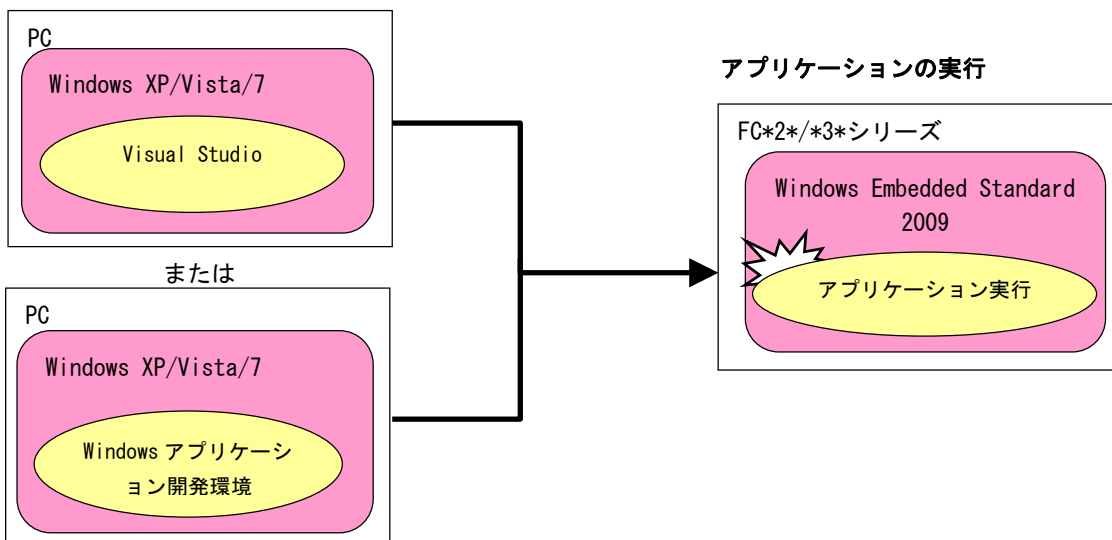 PC
Windows XP/Vista/7
Visual Studio
または
PC
Windows XP/Vista/7
Windows アプリケーシ
ョン開発環境
アプリケーションの実行
FC*2*/*3*シリーズ
Windows Embedded Standard
2009
アプリケーション実行